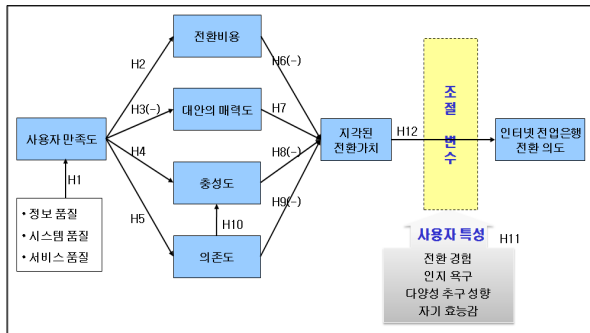 전환비용
H2
H6(-)
H3(-)
대안의 매력도
H7
조절 변수
사용자 만족도
지각된
전환가치
H12
인터넷 전업은행
전환 의도
H4
충성도
H8(-)
H1
H5
H9(-)
H10
• 정보 품질
• 시스템 품질
• 서비스 품질
의존도
사용자 특성
H11
전환 경험
인지 욕구
다양성 추구 성향
자기 효능감